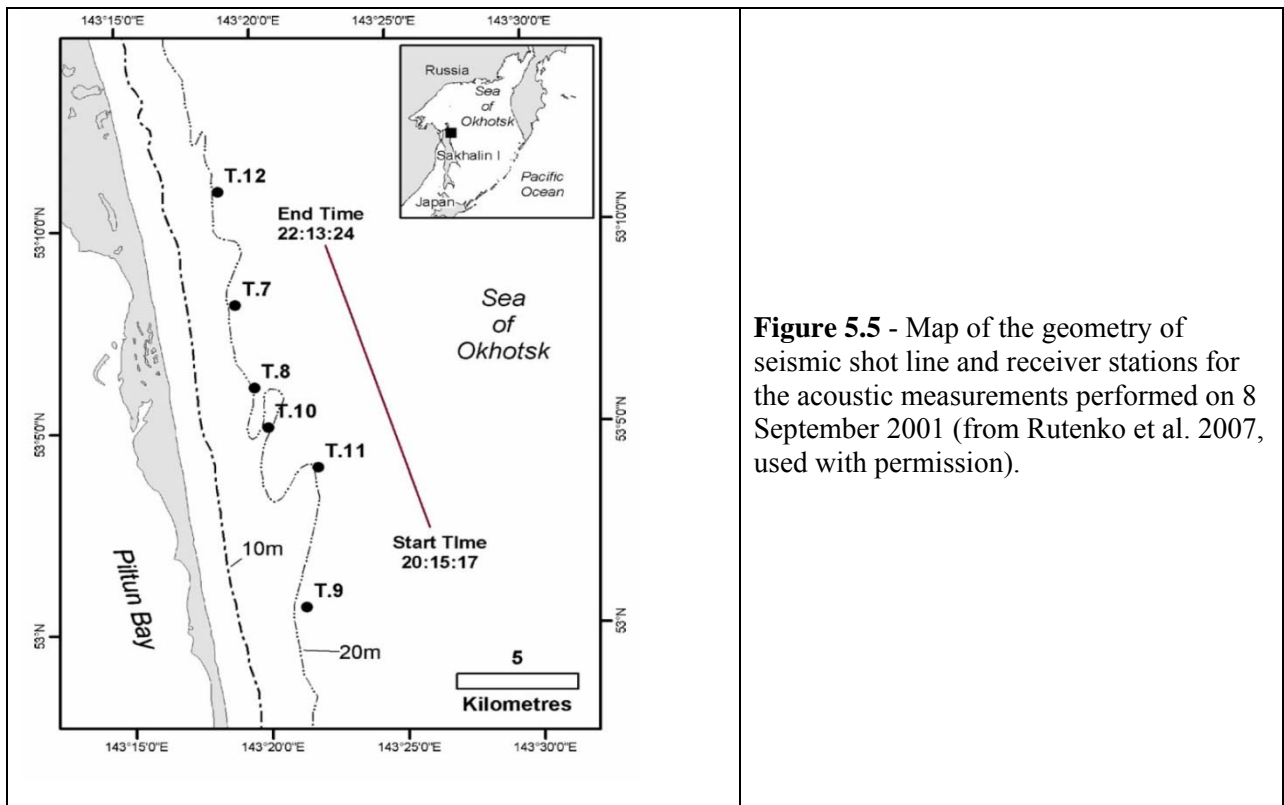 143°15'0"E 143°20'0"E 143°25'0"E 143°30'0"E
Russia
Sea
of
Okhotsk
Sakhalin I
Pacific
Ocean
Japan
T.12
End Time
22:13:24
53°10'0"N
53°10'0"N
T.7
Sea
of
Okhotsk
T.8
T.10
53°5'0"N
53°5'0"N
T.11
Start TIme
20:15:17
10m
Piltun Bay
T.9
53°N
53°N
20m
5
Kilometres
143°15'0"E 143°20'0"E 143°25'0"E 143°30'0"E
Figure 5.5 - Map of the geometry of
seismic shot line and receiver stations for
the acoustic measurements performed on 8
September 2001 (from Rutenko et al. 2007,
used with permission).